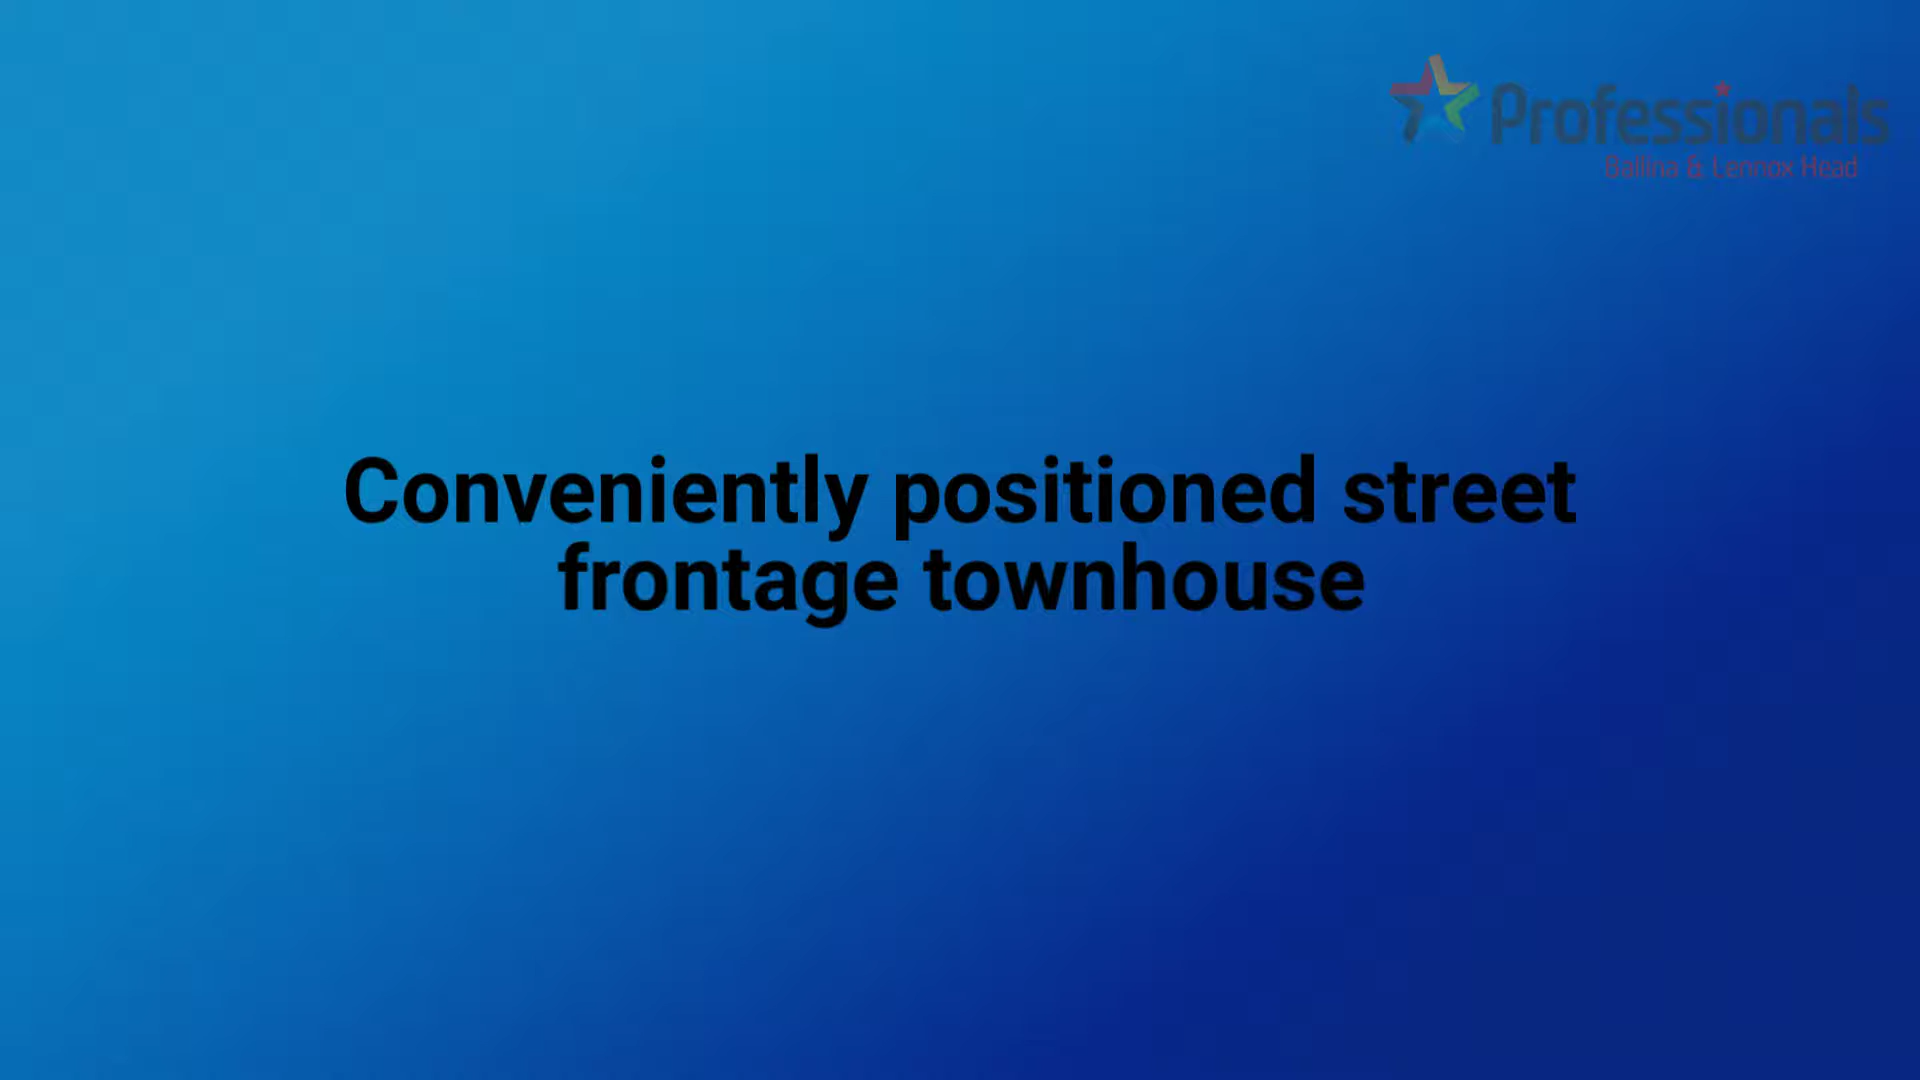 Professionals
Ballina & Lennox Head
Conveniently positioned street
frontage townhouse